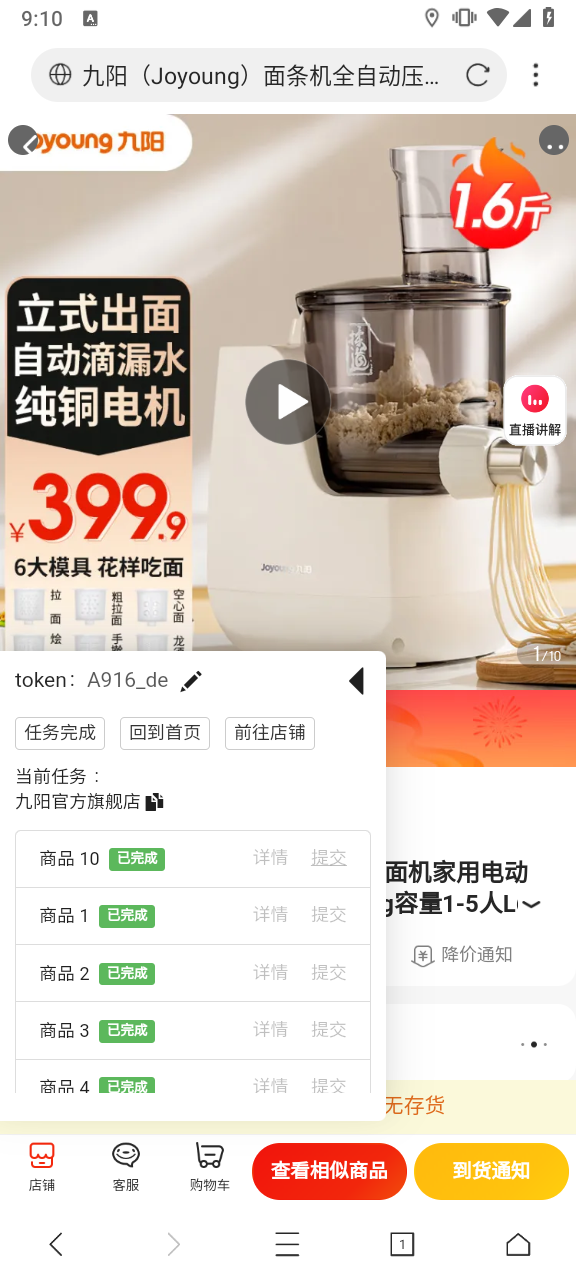 9:10
A
九阳（Joyoung）面条机全自动压...
Joyoung 九阳
1.6斤
立式出面
自动滴漏水
纯铜电机
直播讲解
¥399.9
6大模具 花样吃面
拉面
粗拉面
空心面
Joyoung 九阳
1/10
token： A916_de
任务完成
回到首页
前往店铺
当前任务：
九阳官方旗舰店
商品 10 已完成 详情 提交
商品 1 已完成 详情 提交
商品 2 已完成 详情 提交
商品 3 已完成 详情 提交
商品 4 已完成 详情 提交
面机家用电动
g容量1-5人L
降价通知
无存货
店铺
客服
购物车
查看相似商品
到货通知
1